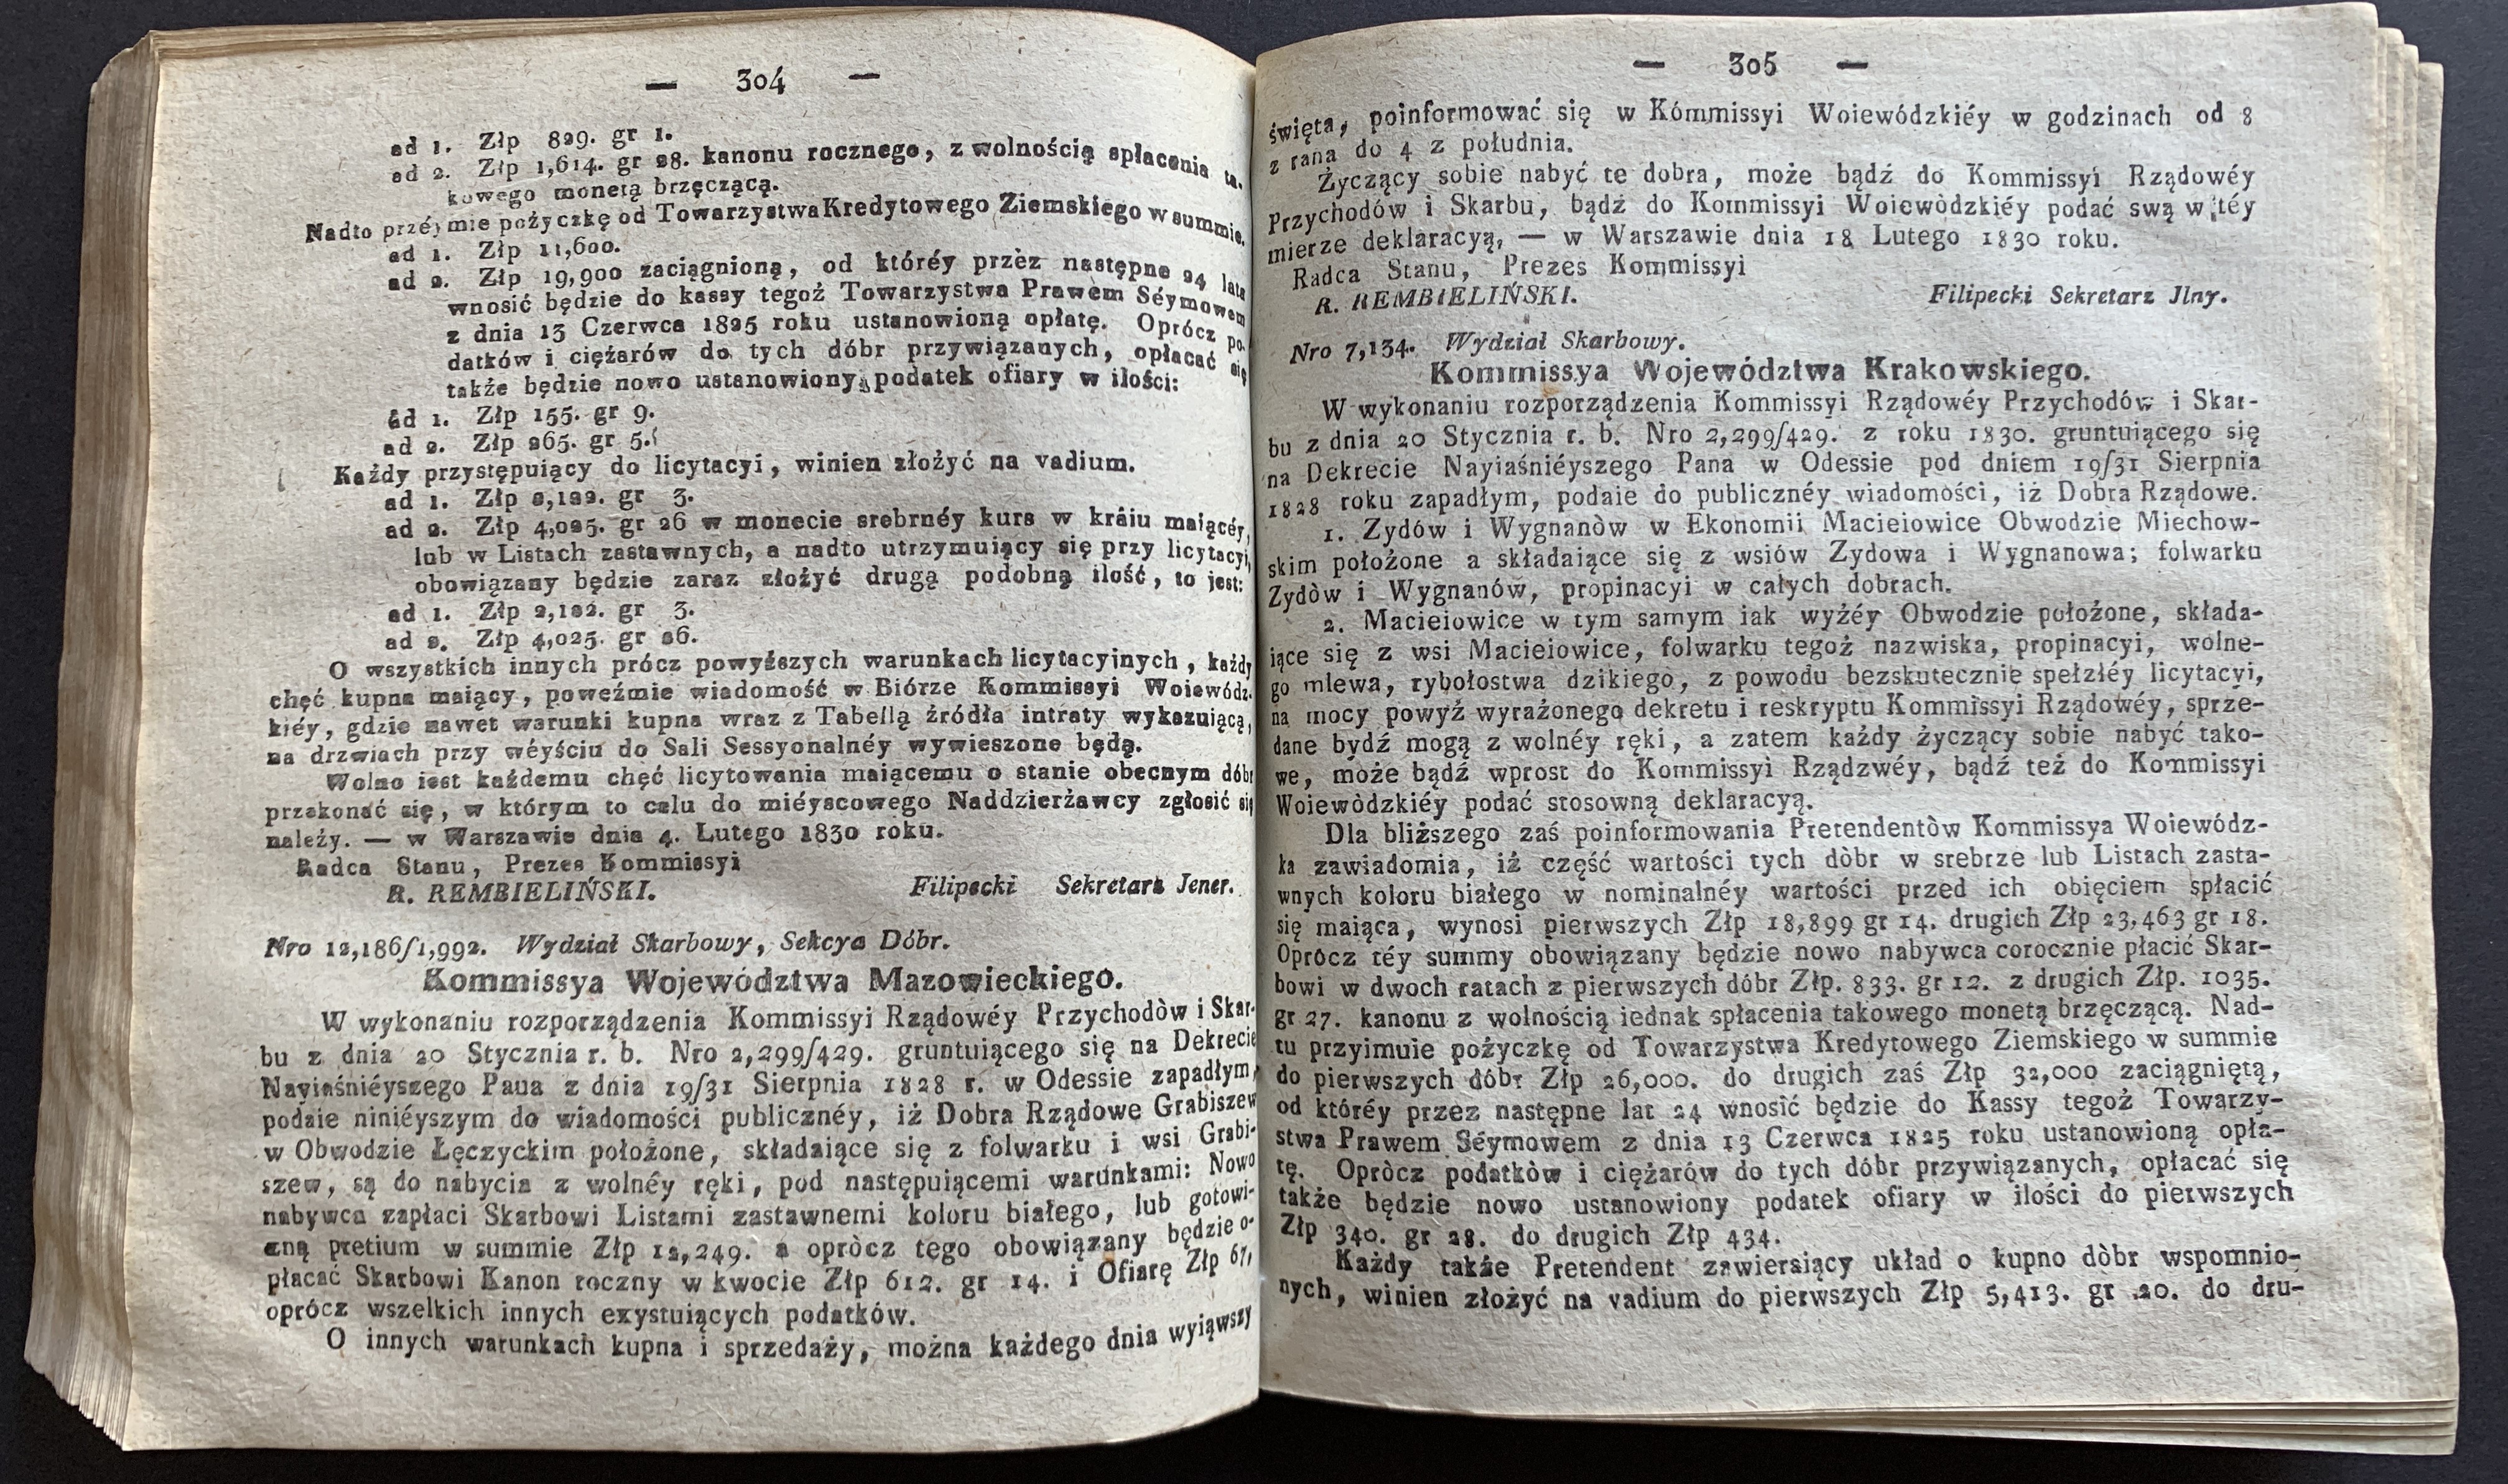 — 304 —
ad 1. Złp 829. gr 1.
ad 2. Złp 1,614. gr 28. kanonu rocznego, z wolnością spłacenia ta-
kowego monetą brzęczącą.
Nadto przéymie pożyczkę od Towarzystwa Kredytowego Ziemskiego w summie.
ad 1. Złp 11,600.
ad 2. Złp 19,900 zaciągnioną, od któréy przèz następne 24 lata
wnosić będzie do kassy tegoż Towarzystwa Prawem Séymowem
z dnia 13 Czerwca 1825 roku ustanowioną opłatę. Oprócz po-
datków i ciężarów do tych dóbr przywiązanych, opłacać się
także będzie nowo ustanowiony podatek ofiary w ilości:
ad 1. Złp 155. gr 9.
ad 2. Złp 265. gr 5.
Każdy przystępuiący do licytacyi, winien złożyć na vadium.
ad 1. Złp 2,122. gr 3.
ad 2. Złp 4,025. gr 26 w monecie srebrnéy kurs w kraiu maiącéy,
lub w Listach zastawnych, a nadto utrzymuiący się przy licytacyi,
obowiązany będzie zaraz złożyć drugą podobną ilość, to jest:
ad 1. Złp 2,122. gr 3.
ad 2. Złp 4,025. gr 26.
O wszystkich innych prócz powyższych warunkach licytacyjnych, każdy
chęć kupna maiący, poweźmie wiadomość w Biórze Kommissyi Woiewódz-
kiéy, gdzie nawet warunki kupna wraz z Tabellą źródła intraty wykazuiącą,
na drzwiach przy wéyściu do Sali Sessyonalnéy wywieszone będą.
Wolno iest każdemu chęć licytowania maiącemu o stanie obecnym dóbr
przekonać się, w którym to celu do miéyscowego Naddzierżawcy zgłosić się
należy. — w Warszawie dnia 4. Lutego 1830 roku.
Radca Stanu, Prezes Kommissyi
R. REMBIELIŃSKI. Filipecki Sekretarz Jener.
Nro 12,186/1,992. Wydział Skarbowy, Sekcya Dóbr.
Kommissya Województwa Mazowieckiego.
W wykonaniu rozporządzenia Kommissyi Rządowéy Przychodòw i Skar-
bu z dnia 20 Stycznia r. b. Nro 2,299/429. gruntuiącego się na Dekrecie
Nayiaśniéyszego Paua z dnia 19/31 Sierpnia 1828 r. w Odessie zapadłym,
podaie niniéyszym do wiadomości publicznéy, iż Dobra Rządowe Grabiszew
w Obwodzie Łęczyckim położone, składaiące się z folwarku i wsi Grabi-
szew, są do nabycia z wolnéy ręki, pod następuiącemi warunkami: Nowo
nabywca zapłaci Skarbowi Listami zastawnemi koloru białego, lub gotowi-
zną pretium w summie Złp 12,249. a opròcz tego obowiązany będzie o-
płacać Skarbowi Kanon roczny w kwocie Złp 612. gr 14. i Ofiarę Złp 67,
oprócz wszelkich innych exystuiących podatków.
O innych warunkach kupna i sprzedaży, można każdego dnia wyiąwszy
— 305 —
święta, poinformować się w Kómmissyi Woiewódzkiéy w godzinach od 8
z rana do 4 z południa.
Życzący sobie nabyć te dobra, może bądź do Kommissyi Rządowéy
Przychodów i Skarbu, bądź do Kommissyi Woiewòdzkiéy podać swą w téy
mierze deklaracyą, — w Warszawie dnia 18 Lutego 1830 roku.
Radca Stanu, Prezes Kommissyi
R. REMBIELIŃSKI. Filipecki Sekretarz Jlny.
Nro 7,134. Wydział Skarbowy.
Kommissya Województwa Krakowskiego.
W wykonaniu rozporządzenia Kommissyi Rządowéy Przychodów i Skar-
bu z dnia 20 Stycznia r. b. Nro 2,299/429. z roku 1830. gruntuiącego się
na Dekrecie Nayiaśniéyszego Pana w Odessie pod dniem 19/31 Sierpnia
1828 roku zapadłym, podaie do publicznéy wiadomości, iż Dobra Rządowe.
1. Zydów i Wygnanòw w Ekonomii Macieiowice Obwodzie Miechow-
skim położone a składaiące się z wsiów Zydowa i Wygnanowa; folwarku
Zydòw i Wygnanów, propinacyi w całych dobrach.
2. Macieiowice w tym samym iak wyżéy Obwodzie położone, składa-
iące się z wsi Macieiowice, folwarku tegoż nazwiska, propinacyi, wolne-
go mlewa, rybołostwa dzikiego, z powodu bezskutecznie spełzłéy licytacyi,
na mocy powyż wyrażonego dekretu i reskryptu Kommissyi Rządowéy, sprze-
dane bydź mogą z wolnéy ręki, a zatem każdy życzący sobie nabyć tako-
we, może bądź wprost do Kommissyi Rządzwéy, bądź też do Kommissyi
Woiewòdzkiéy podać stosowną deklaracyą.
Dla bliższego zaś poinformowania Pretendentòw Kommissya Woiewódz-
ka zawiadomia, iż część wartości tych dòbr w srebrze lub Listach zasta-
wnych koloru białego w nominalnéy wartości przed ich obięciem spłacić
się maiąca, wynosi pierwszych Złp 18,899 gr 14. drugich Złp 23,463 gr 18.
Oprócz téy summy obowiązany będzie nowo nabywca corocznie płacić Skar-
bowi w dwoch ratach z pierwszych dóbr Złp. 833. gr 12. z drugich Złp. 1035.
gr 27. kanonu z wolnością iednak spłacenia takowego monetą brzęczącą. Nad-
tu przyimuie pożyczkę od Towarzystwa Kredytowego Ziemskiego w summie
do pierwszych dóbr Złp 26,000. do drugich zaś Złp 32,000 zaciągniętą,
od któréy przez następne lat 24 wnosić będzie do Kassy tegoż Towarzy-
stwa Prawem Séymowem z dnia 13 Czerwca 1825 roku ustanowioną opła-
tę. Opròcz podatkòw i ciężarów do tych dóbr przywiązanych, opłacać się
także będzie nowo ustanowiony podatek ofiary w ilości do pierwszych
Złp 340. gr 28. do drugich Złp 434.
Każdy także Pretendent zawieraiący układ o kupno dòbr wspomnio-
nych, winien złożyć na vadium do pierwszych Złp 5,413. gr 20. do dru-